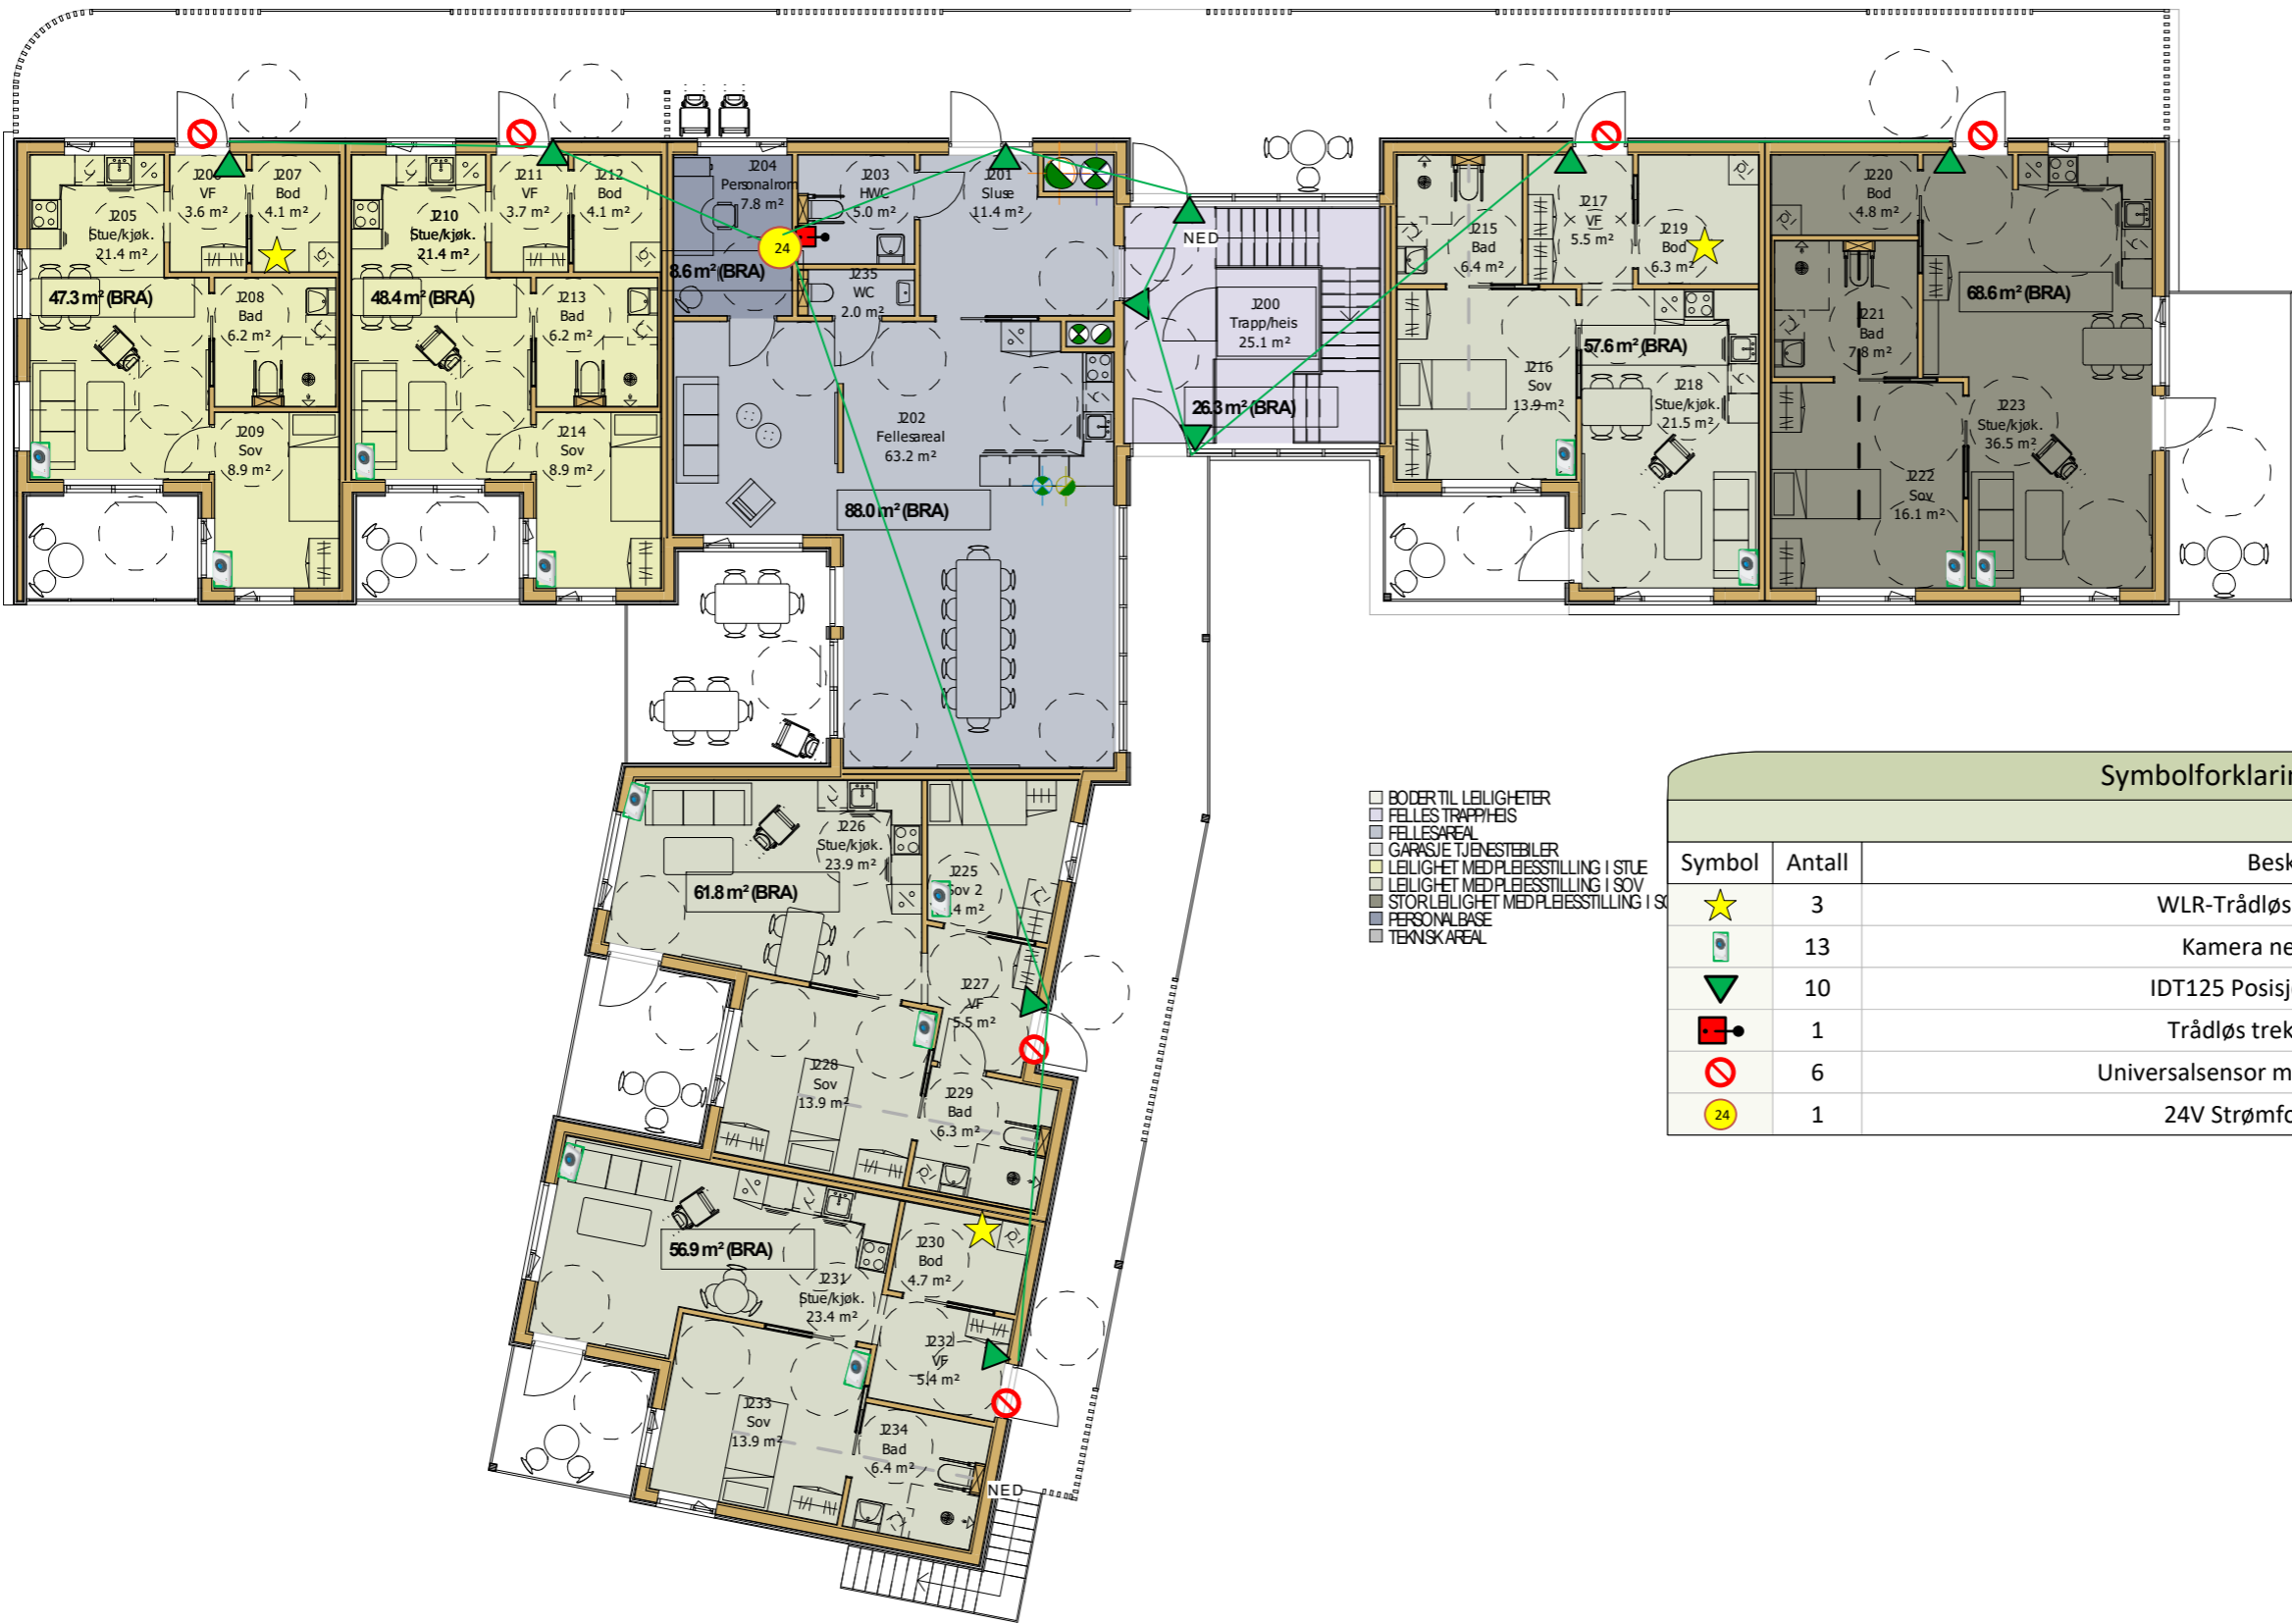 J205
Stue/kjøk.
21.4 m²
47.3 m² (BRA)
J206
VF
3.6 m²
J207
Bod
4.1 m²
J208
Bad
6.2 m²
J209
Sov
8.9 m²
J210
Stue/kjøk.
21.4 m²
48.4 m² (BRA)
J211
VF
3.7 m²
J212
Bod
4.1 m²
J213
Bad
6.2 m²
J214
Sov
8.9 m²
J204
Personalrom
7.8 m²
8.6 m² (BRA)
24
J203
HWC
5.0 m²
J235
WC
2.0 m²
J201
Sluse
11.4 m²
J202
Fellesareal
63.2 m²
88.0 m² (BRA)
NED
J200
Trapp/heis
25.1 m²
26.3 m² (BRA)
J215
Bad
6.4 m²
J217
VF
5.5 m²
J219
Bod
6.3 m²
J216
Sov
13.9 m²
57.6 m² (BRA)
J218
Stue/kjøk.
21.5 m²
J220
Bod
4.8 m²
J221
Bad
7.8 m²
68.6 m² (BRA)
J223
Stue/kjøk.
36.5 m²
J222
Sov
16.1 m²
J226
Stue/kjøk.
23.9 m²
61.8 m² (BRA)
J225
Sov 2
.4 m²
J227
VF
5.5 m²
J228
Sov
13.9 m²
J229
Bad
6.3 m²
56.9 m² (BRA)
J230
Bod
4.7 m²
J231
Stue/kjøk.
23.4 m²
J232
VF
5.4 m²
J233
Sov
13.9 m²
J234
Bad
6.4 m²
NED
BODER TIL LEILIGHETER
FELLES TRAPP/HEIS
FELLESAREAL
GARASJE TJENESTEBILER
LEILIGHET MED PLEIESSTILLING I STUE
LEILIGHET MED PLEIESSTILLING I SOV
STOR LEILIGHET MED PLEIESSTILLING I SO
PERSONALBASE
TEKNISK AREAL
Symbolforklarin
Symbol Antall Besk
3 WLR-Trådløs
13 Kamera ne
10 IDT125 Posisj
1 Trådløs trek
6 Universalsensor m
24 1 24V Strømfo